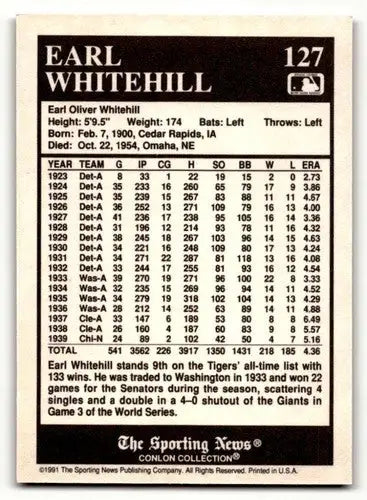 EARL
WHITEHILL
127
Earl Oliver Whitehill
Height: 5'9.5" Weight: 174 Bats: Left Throws: Left
Born: Feb. 7, 1900, Cedar Rapids, IA
Died: Oct. 22, 1954, Omaha, NE
YEAR TEAM G IP CG H SO BB W L ERA
1923 Det-A 8 33 1 22 19 15 2 0 2.73
1924 Det-A 35 233 16 260 65 79 17 9 3.86
1925 Det-A 35 239 15 267 83 88 11 11 4.67
1926 Det-A 36 252 13 271 109 79 16 13 4.00
1927 Det-A 41 236 17 238 95 105 16 14 3.36
1928 Det-A 31 196 12 214 93 78 11 16 4.32
1929 Det-A 38 245 18 267 103 96 14 15 4.63
1930 Det-A 34 221 16 248 109 80 17 13 4.24
1931 Det-A 34 271 22 287 81 118 13 16 4.08
1932 Det-A 33 244 17 255 81 93 16 12 4.54
1933 Was-A 39 270 19 271 96 100 22 8 3.33
1934 Was-A 32 235 15 269 96 94 14 11 4.52
1935 Was-A 34 279 19 318 102 104 14 13 4.29
1936 Was-A 28 212 14 252 63 89 14 11 4.88
1937 Cle-A 33 147 6 189 53 80 8 8 6.49
1938 Cle-A 26 160 4 187 60 83 9 8 5.57
1939 Chi-N 24 89 2 102 42 50 4 7 5.16
TOTAL 541 3562 226 3917 1350 1431 218 185 4.36
Earl Whitehill stands 9th on the Tigers' all-time list with
133 wins. He was traded to Washington in 1933 and won 22
games for the Senators during the season, scattering 4
singles and a double in a 4–0 shutout of the Giants in
Game 3 of the World Series.
The Sporting News®
CONLON COLLECTION®
©1991 The Sporting News Publishing Company. All Rights Reserved. Printed in U.S.A.